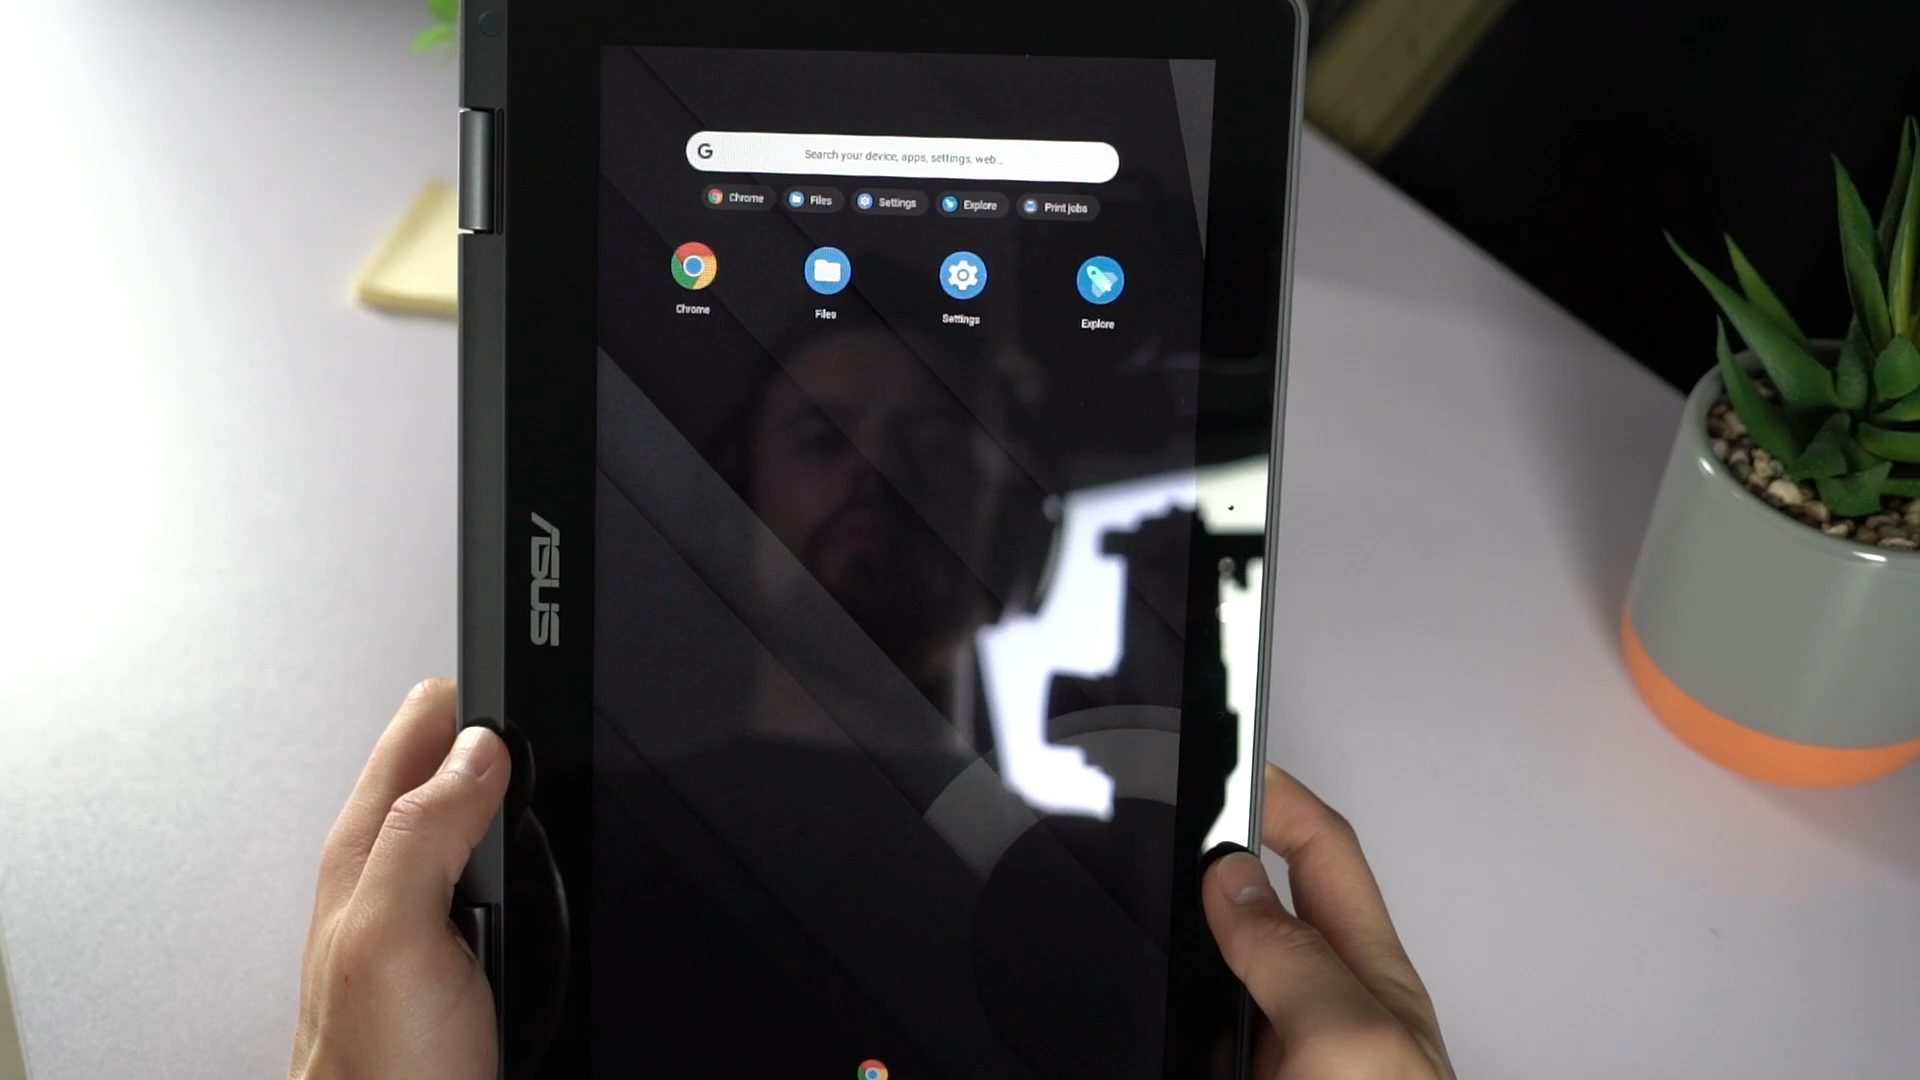 G Search your device, apps, settings, web...
Chrome Files Settings Explore Print jobs
Chrome Files Settings Explore
ASUS